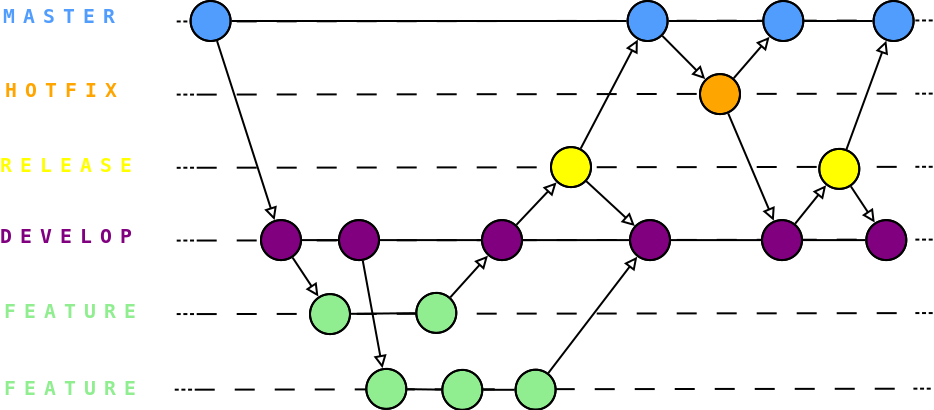 MASTER
HOTFIX
RELEASE
DEVELOP
FEATURE
FEATURE